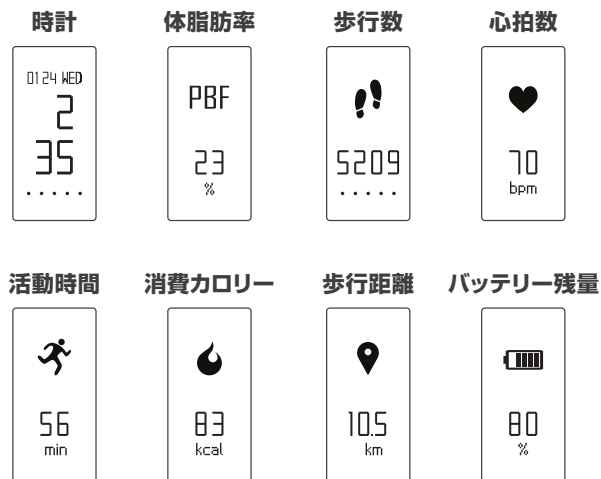 時計
0124 WED
2
35
体脂肪率
PBF
23
%
歩行数
5209
心拍数
70
bpm
活動時間
56
min
消費カロリー
83
kcal
歩行距離
10.5
km
バッテリー残量
80
%